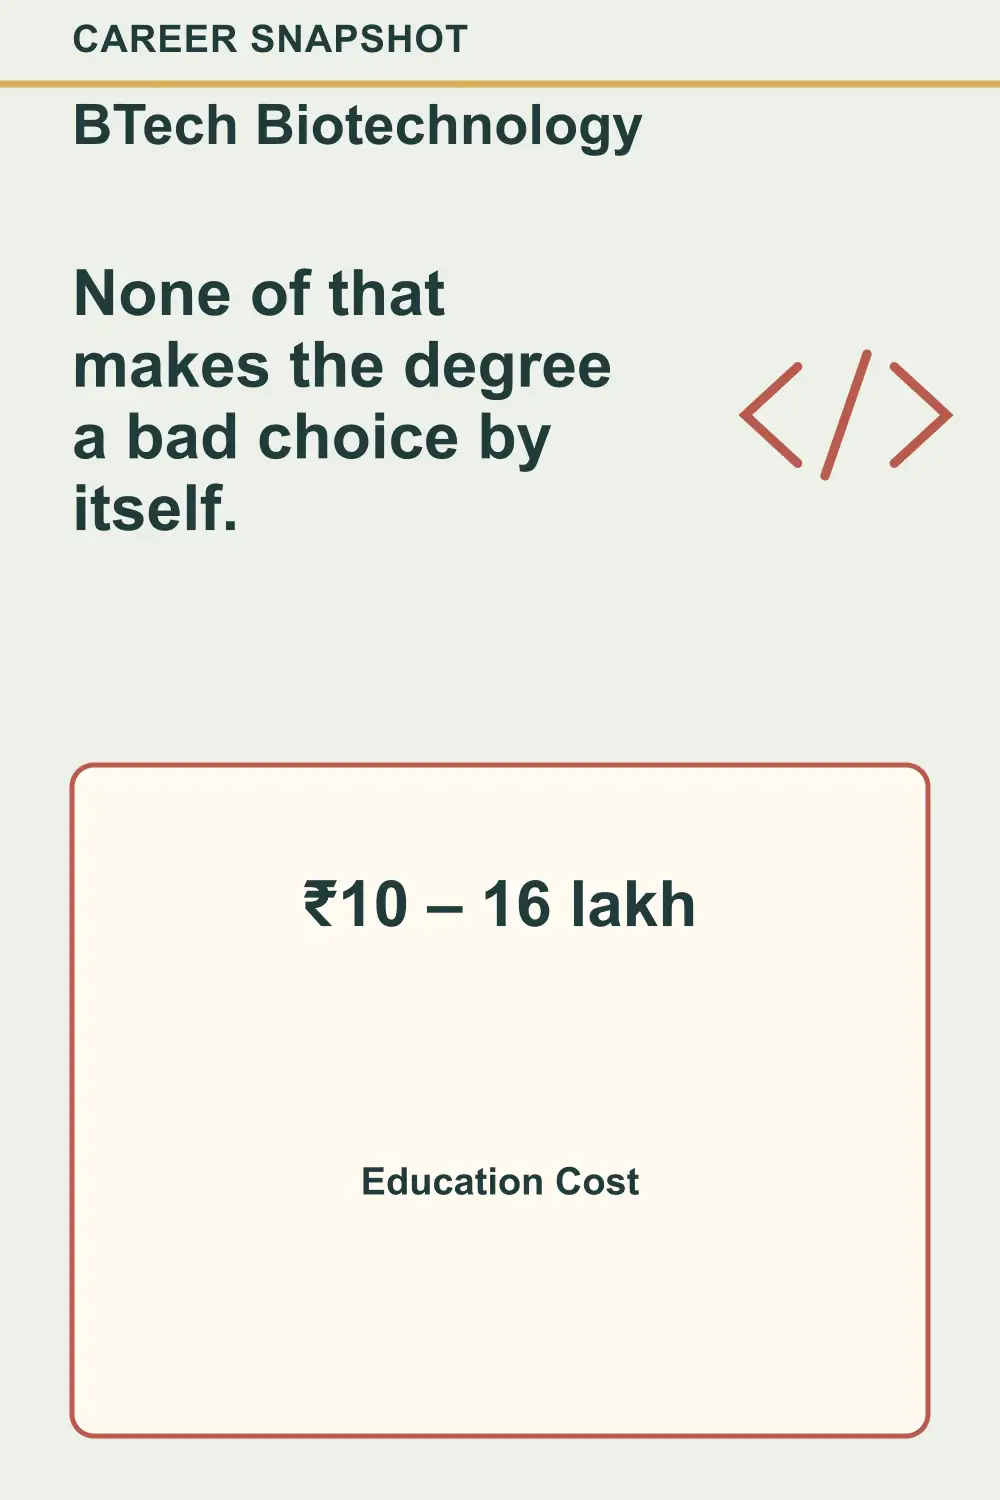 CAREER SNAPSHOT
BTech Biotechnology
None of that
makes the degree
a bad choice by
itself.
₹10 – 16 lakh
Education Cost